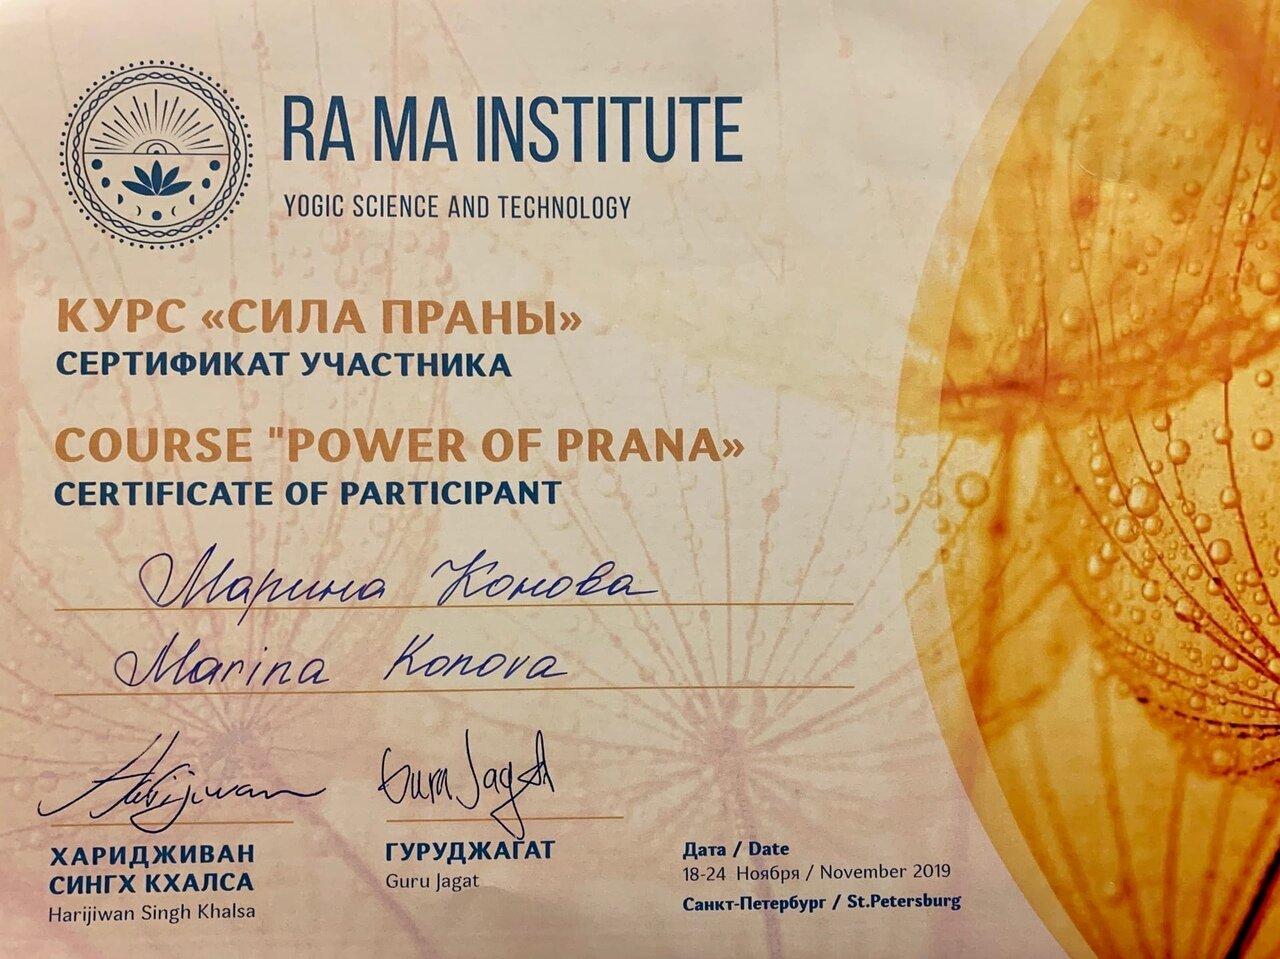 RA MA INSTITUTE
YOGIC SCIENCE AND TECHNOLOGY
КУРС «СИЛА ПРАНЫ»
СЕРТИФИКАТ УЧАСТНИКА
COURSE "POWER OF PRANA»
CERTIFICATE OF PARTICIPANT
Марина Конова
Marina Konova
Harijiwan
Guru Jagat
ХАРИДЖИВАН
СИНГХ КХАЛСА
Harijiwan Singh Khalsa
ГУРУДЖАГАТ
Guru Jagat
Дата / Date
18-24 Ноября / November 2019
Санкт-Петербург / St.Petersburg